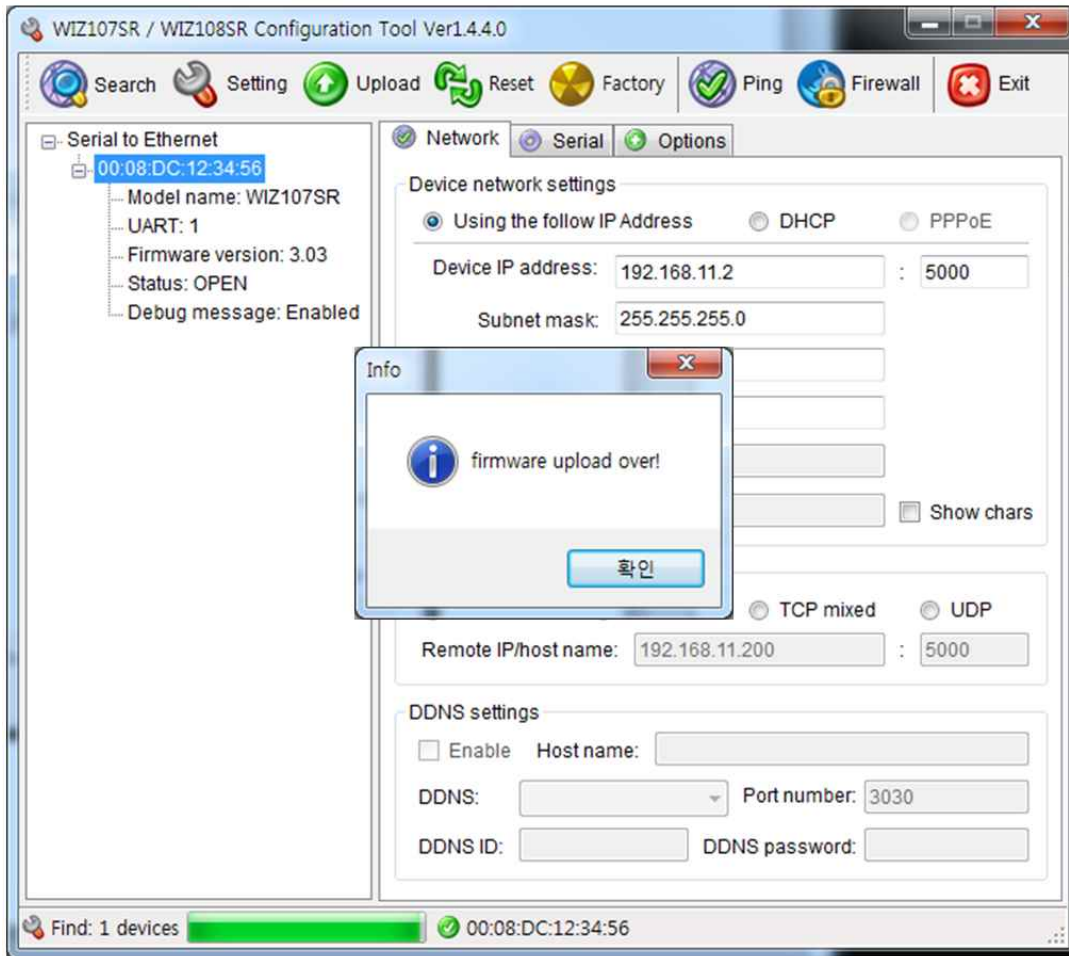 WIZ107SR / WIZ108SR Configuration Tool Ver1.4.4.0
Search Setting Upload Reset Factory Ping Firewall Exit
Serial to Ethernet
00:08:DC:12:34:56
Model name: WIZ107SR
UART: 1
Firmware version: 3.03
Status: OPEN
Debug message: Enabled
Network Serial Options
Device network settings
Using the follow IP Address DHCP PPPoE
Device IP address: 192.168.11.2 : 5000
Subnet mask: 255.255.255.0
Info
firmware upload over!
확인
Show chars
TCP mixed UDP
Remote IP/host name: 192.168.11.200 : 5000
DDNS settings
Enable Host name:
DDNS: Port number: 3030
DDNS ID: DDNS password:
Find: 1 devices 00:08:DC:12:34:56